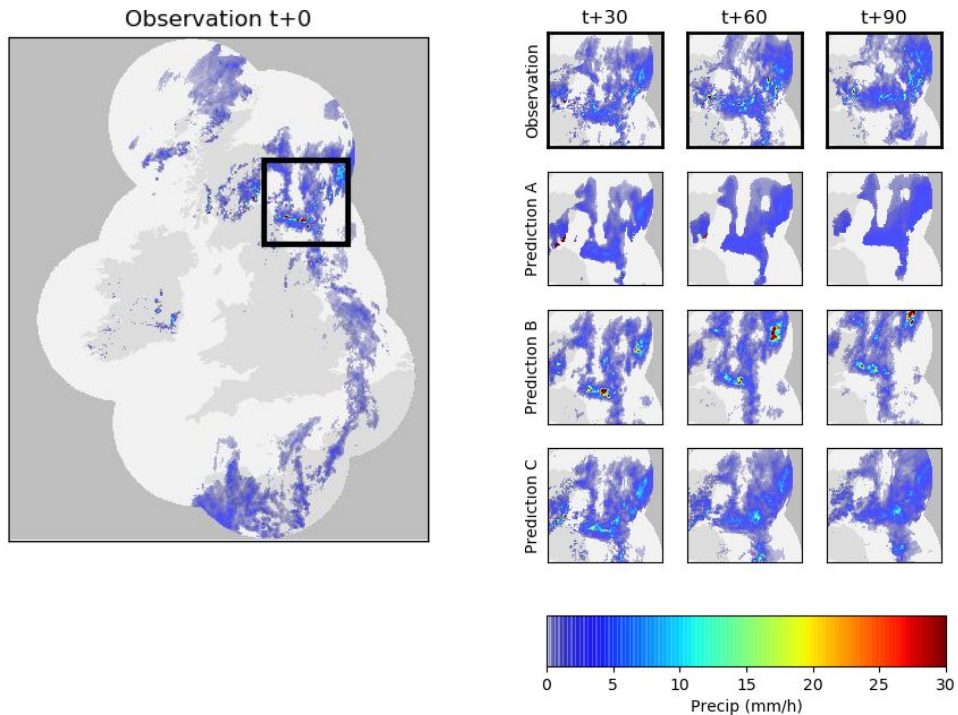 Observation t+0
t+30 t+60 t+90
Observation
Prediction A
Prediction B
Prediction C
0 5 10 15 20 25 30
Precip (mm/h)